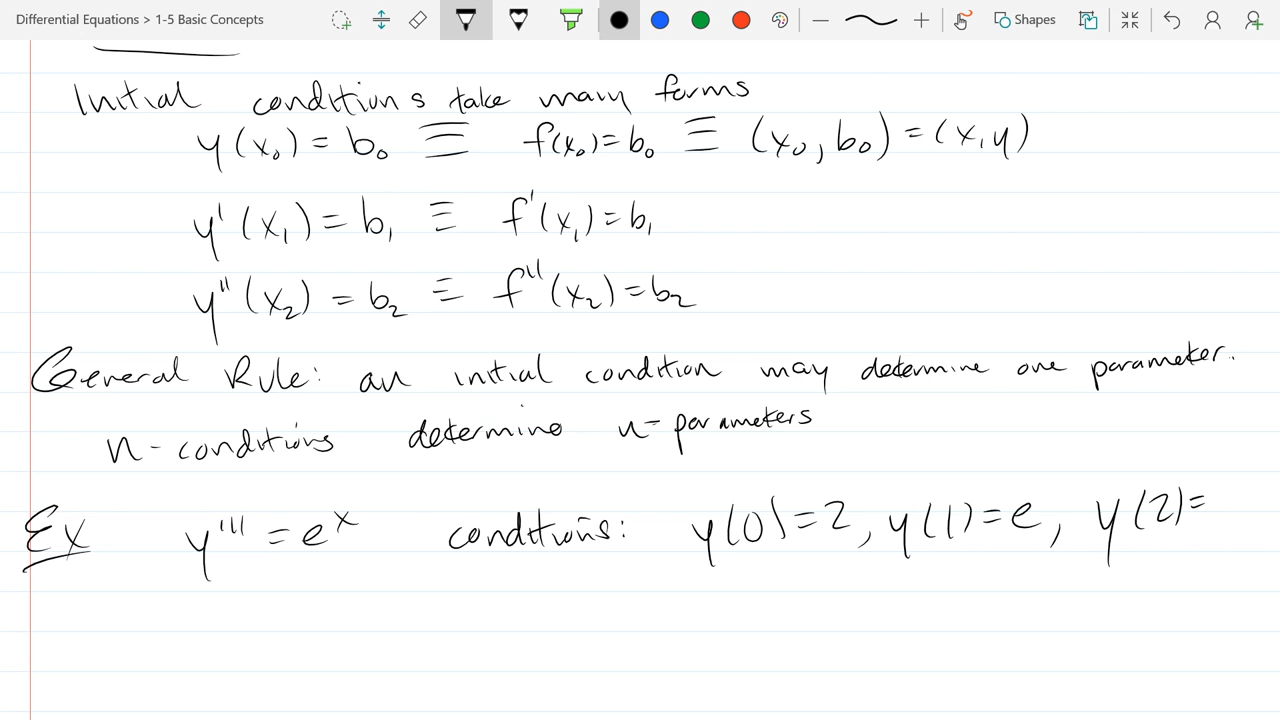 Differential Equations > 1-5 Basic Concepts Shapes
Initial conditions take many forms
y(x₀) = b₀ ≡ f(x₀) = b₀ ≡ (x₀, b₀) = (x, y)
y'(x₁) = b₁ ≡ f'(x₁) = b₁
y''(x₂) = b₂ ≡ f''(x₂) = b₂
General Rule: an initial condition may determine one parameter.
n-conditions determine n-parameters
Ex y''' = eˣ conditions: y(0) = 2, y(1) = e, y(2) =